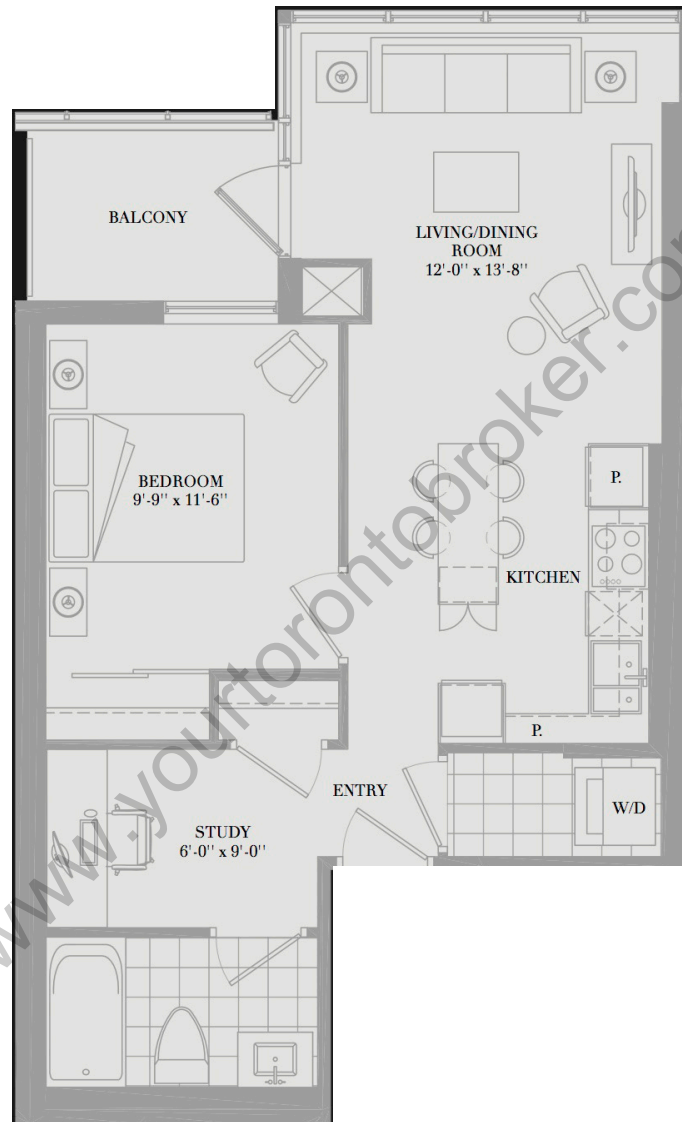 BALCONY
LIVING/DINING
ROOM
12'-0'' x 13'-8''
BEDROOM
9'-9'' x 11'-6''
P.
KITCHEN
P.
ENTRY
W/D
STUDY
6'-0'' x 9'-0''
www.yourtorontobroker.com